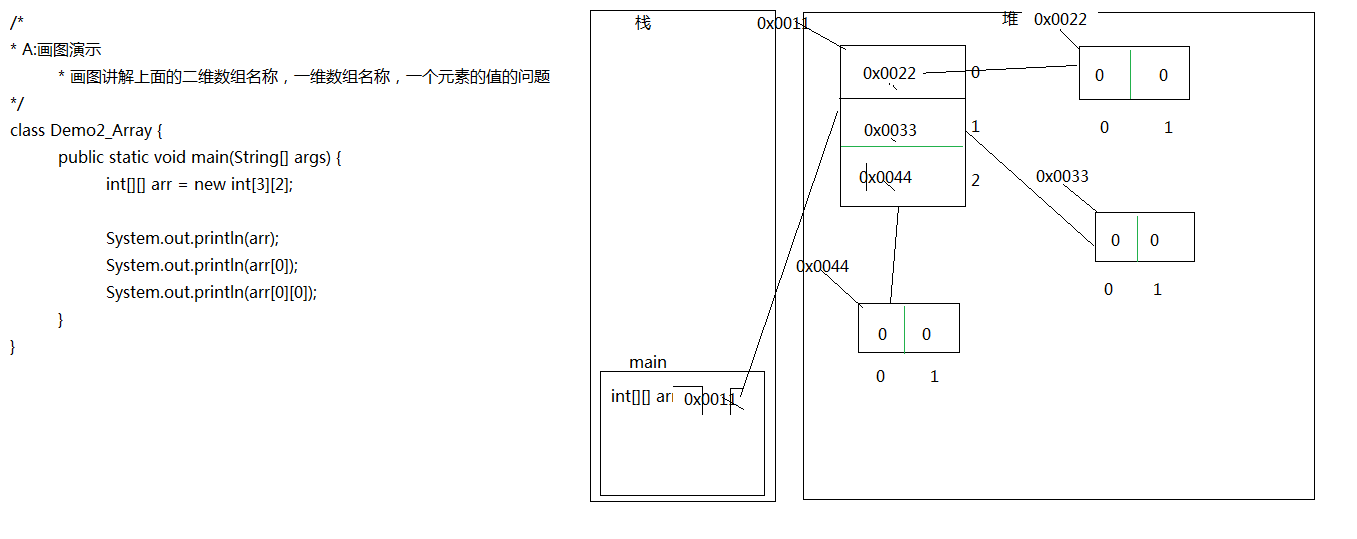 /*
* A:画图演示
* 画图讲解上面的二维数组名称，一维数组名称，一个元素的值的问题
*/
class Demo2_Array {
public static void main(String[] args) {
int[][] arr = new int[3][2];
System.out.println(arr);
System.out.println(arr[0]);
System.out.println(arr[0][0]);
}
}
栈
main
int[][] arr 0x0011
0x0011
堆
0x0022
0x0022 0
0x0033 1
0x0044 2
0 0
0 1
0x0033
0 0
0 1
0x0044
0 0
0 1